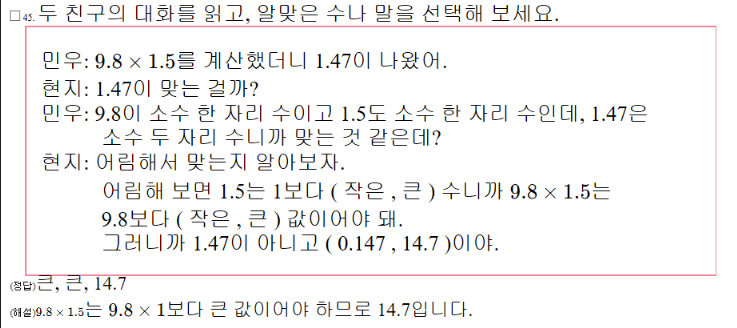 □45. 두 친구의 대화를 읽고, 알맞은 수나 말을 선택해 보세요.
민우: 9.8 × 1.5를 계산했더니 1.47이 나왔어.
현지: 1.47이 맞는 걸까?
민우: 9.8이 소수 한 자리 수이고 1.5도 소수 한 자리 수인데, 1.47은
소수 두 자리 수니까 맞는 것 같은데?
현지: 어림해서 맞는지 알아보자.
어림해 보면 1.5는 1보다 ( 작은 , 큰 ) 수니까 9.8 × 1.5는
9.8보다 ( 작은 , 큰 ) 값이어야 돼.
그러니까 1.47이 아니고 ( 0.147 , 14.7 )이야.
(정답)큰, 큰, 14.7
(해설)9.8 × 1.5는 9.8 × 1보다 큰 값이어야 하므로 14.7입니다.